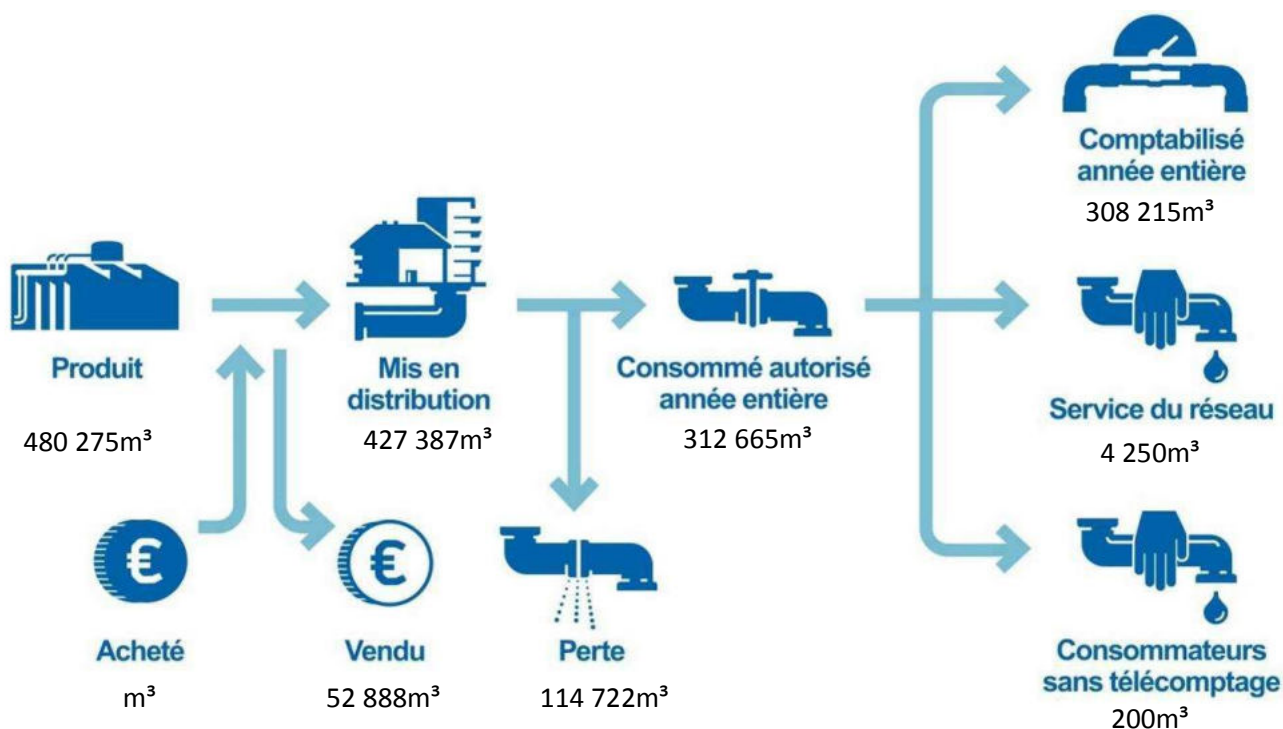 Comptabilisé
année entière
308 215m³
Produit
480 275m³
Mis en
distribution
427 387m³
Consommé autorisé
année entière
312 665m³
Service du réseau
4 250m³
€
Acheté
m³
€
Vendu
52 888m³
Perte
114 722m³
Consommateurs
sans télécomptage
200m³